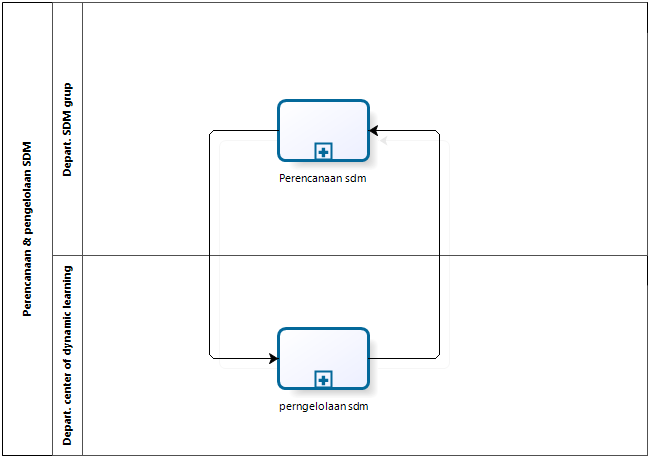 Perencanaan & pengelolaan SDM
Depart. SDM grup
Perencanaan sdm
Depart. center of dynamic learning
perngelolaan sdm